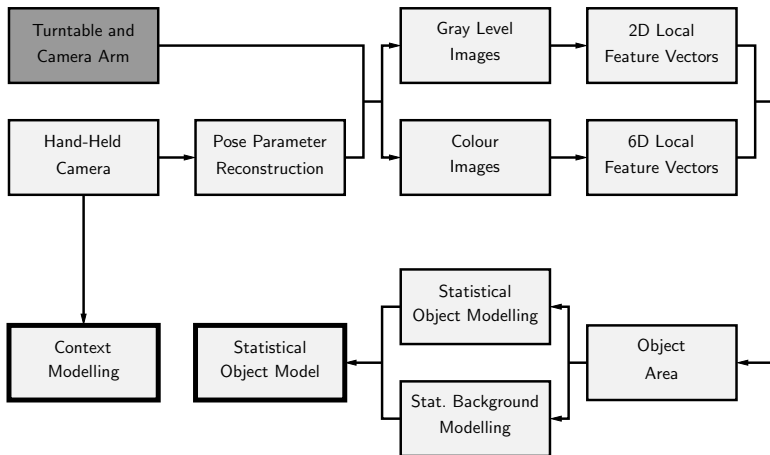 Turntable and
Camera Arm
Gray Level
Images
2D Local
Feature Vectors
Hand-Held
Camera
Pose Parameter
Reconstruction
Colour
Images
6D Local
Feature Vectors
Statistical
Object Modelling
Context
Modelling
Statistical
Object Model
Object
Area
Stat. Background
Modelling